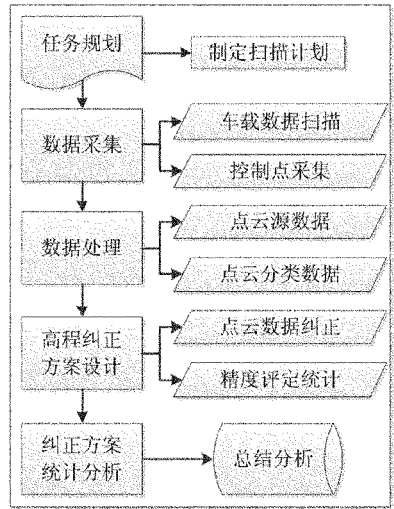 任务规划
制定扫描计划
数据采集
车载数据扫描
控制点采集
数据处理
点云源数据
点云分类数据
高程纠正
方案设计
点云数据纠正
精度评定统计
纠正方案
统计分析
总结分析